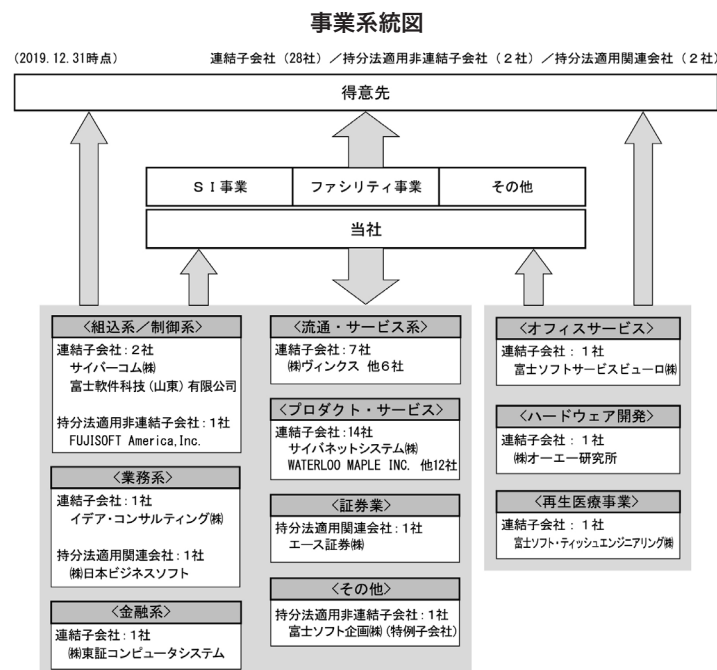 事業系統図
(2019.12.31時点)
連結子会社（28社）／持分法適用非連結子会社（２社）／持分法適用関連会社（２社）
得意先
ＳＩ事業
ファシリティ事業
その他
当社
〈組込系／制御系〉
連結子会社：２社
サイバーコム㈱
富士軟件科技（山東）有限公司
持分法適用非連結子会社：１社
FUJISOFT America,Inc.
〈業務系〉
連結子会社：１社
イデア・コンサルティング㈱
持分法適用関連会社：１社
㈱日本ビジネスソフト
〈金融系〉
連結子会社：１社
㈱東証コンピュータシステム
〈流通・サービス系〉
連結子会社：７社
㈱ヴィンクス 他６社
〈プロダクト・サービス〉
連結子会社：14社
サイバネットシステム㈱
WATERLOO MAPLE INC. 他12社
〈証券業〉
持分法適用関連会社：１社
エース証券㈱
〈その他〉
持分法適用非連結子会社：１社
富士ソフト企画㈱（特例子会社）
〈オフィスサービス〉
連結子会社：１社
富士ソフトサービスビューロ㈱
〈ハードウェア開発〉
連結子会社：１社
㈱オーエー研究所
〈再生医療事業〉
連結子会社：１社
富士ソフト・ティッシュエンジニアリング㈱